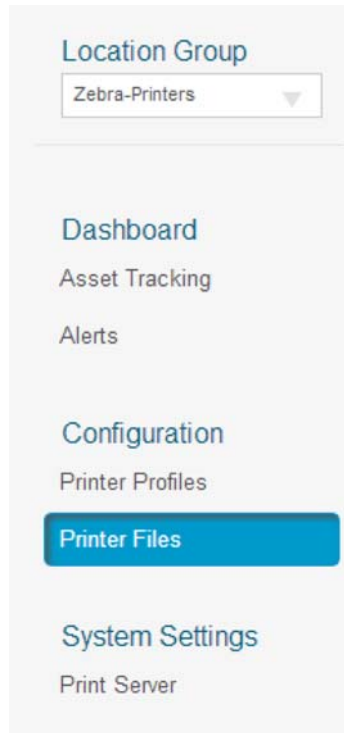 Location Group
Zebra-Printers
Dashboard
Asset Tracking
Alerts
Configuration
Printer Profiles
Printer Files
System Settings
Print Server